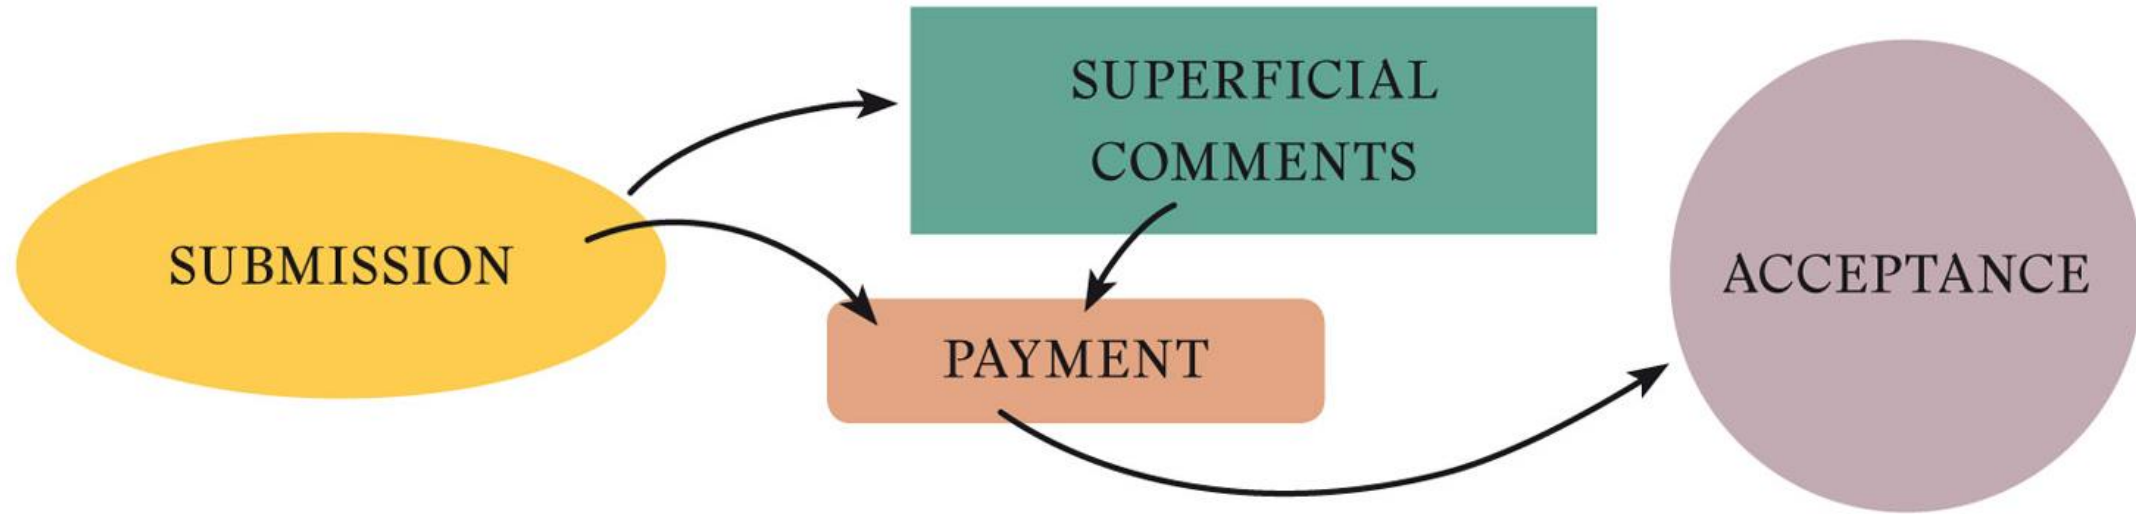 SUBMISSION
SUPERFICIAL
COMMENTS
PAYMENT
ACCEPTANCE